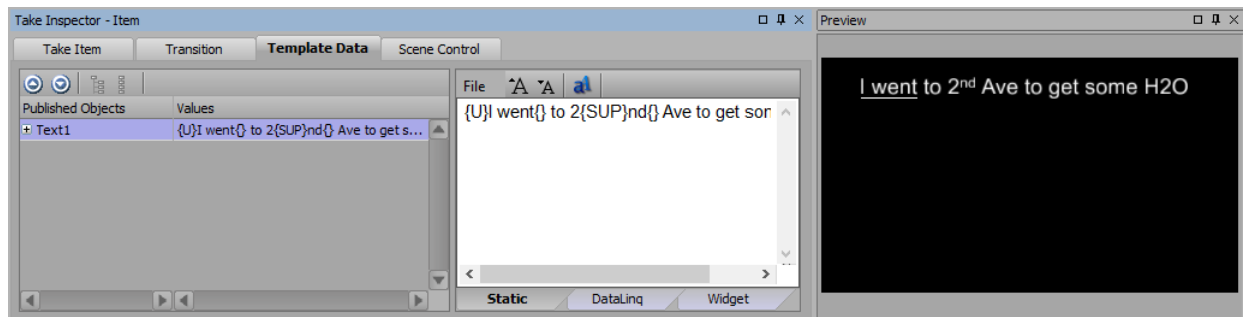 Take Inspector - Item
Preview
Take Item Transition Template Data Scene Control
File A A a
Published Objects Values
Text1 {U}I went{} to 2{SUP}nd{} Ave to get s...
{U}I went{} to 2{SUP}nd{} Ave to get son
I went to 2nd Ave to get some H2O
Static DataLinq Widget